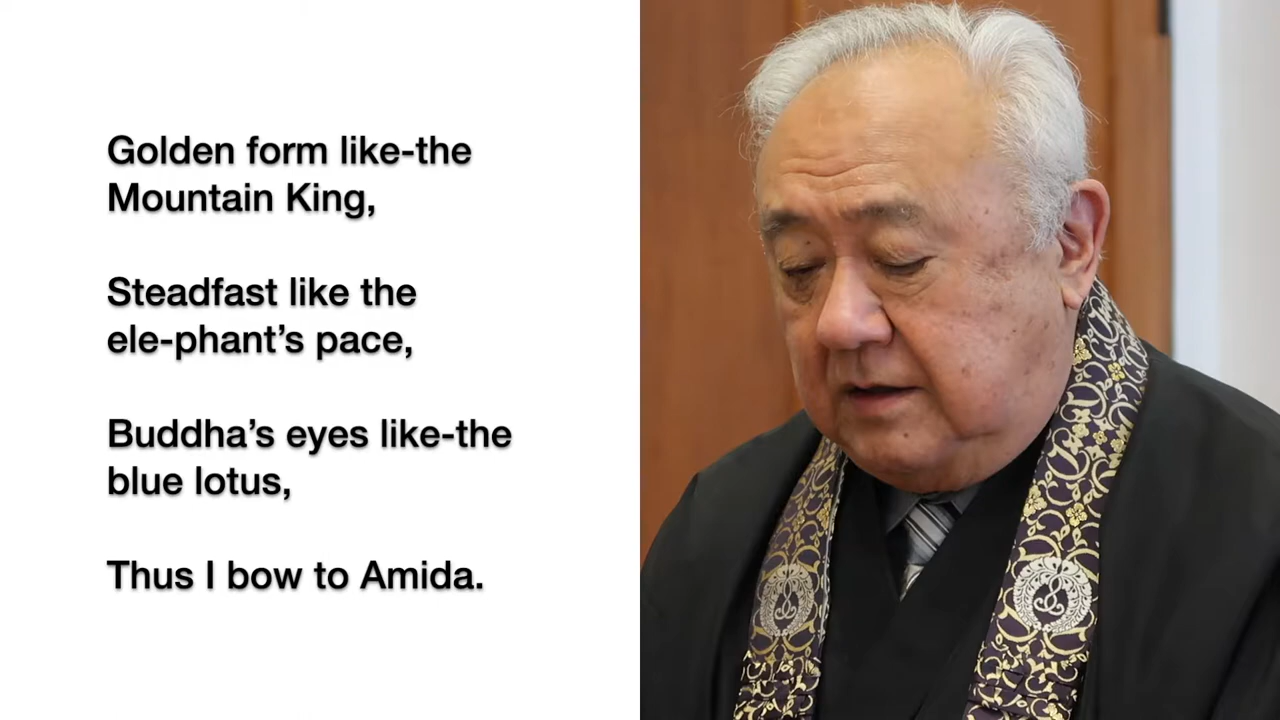 Golden form like-the
Mountain King,
Steadfast like the
ele-phant’s pace,
Buddha’s eyes like-the
blue lotus,
Thus I bow to Amida.